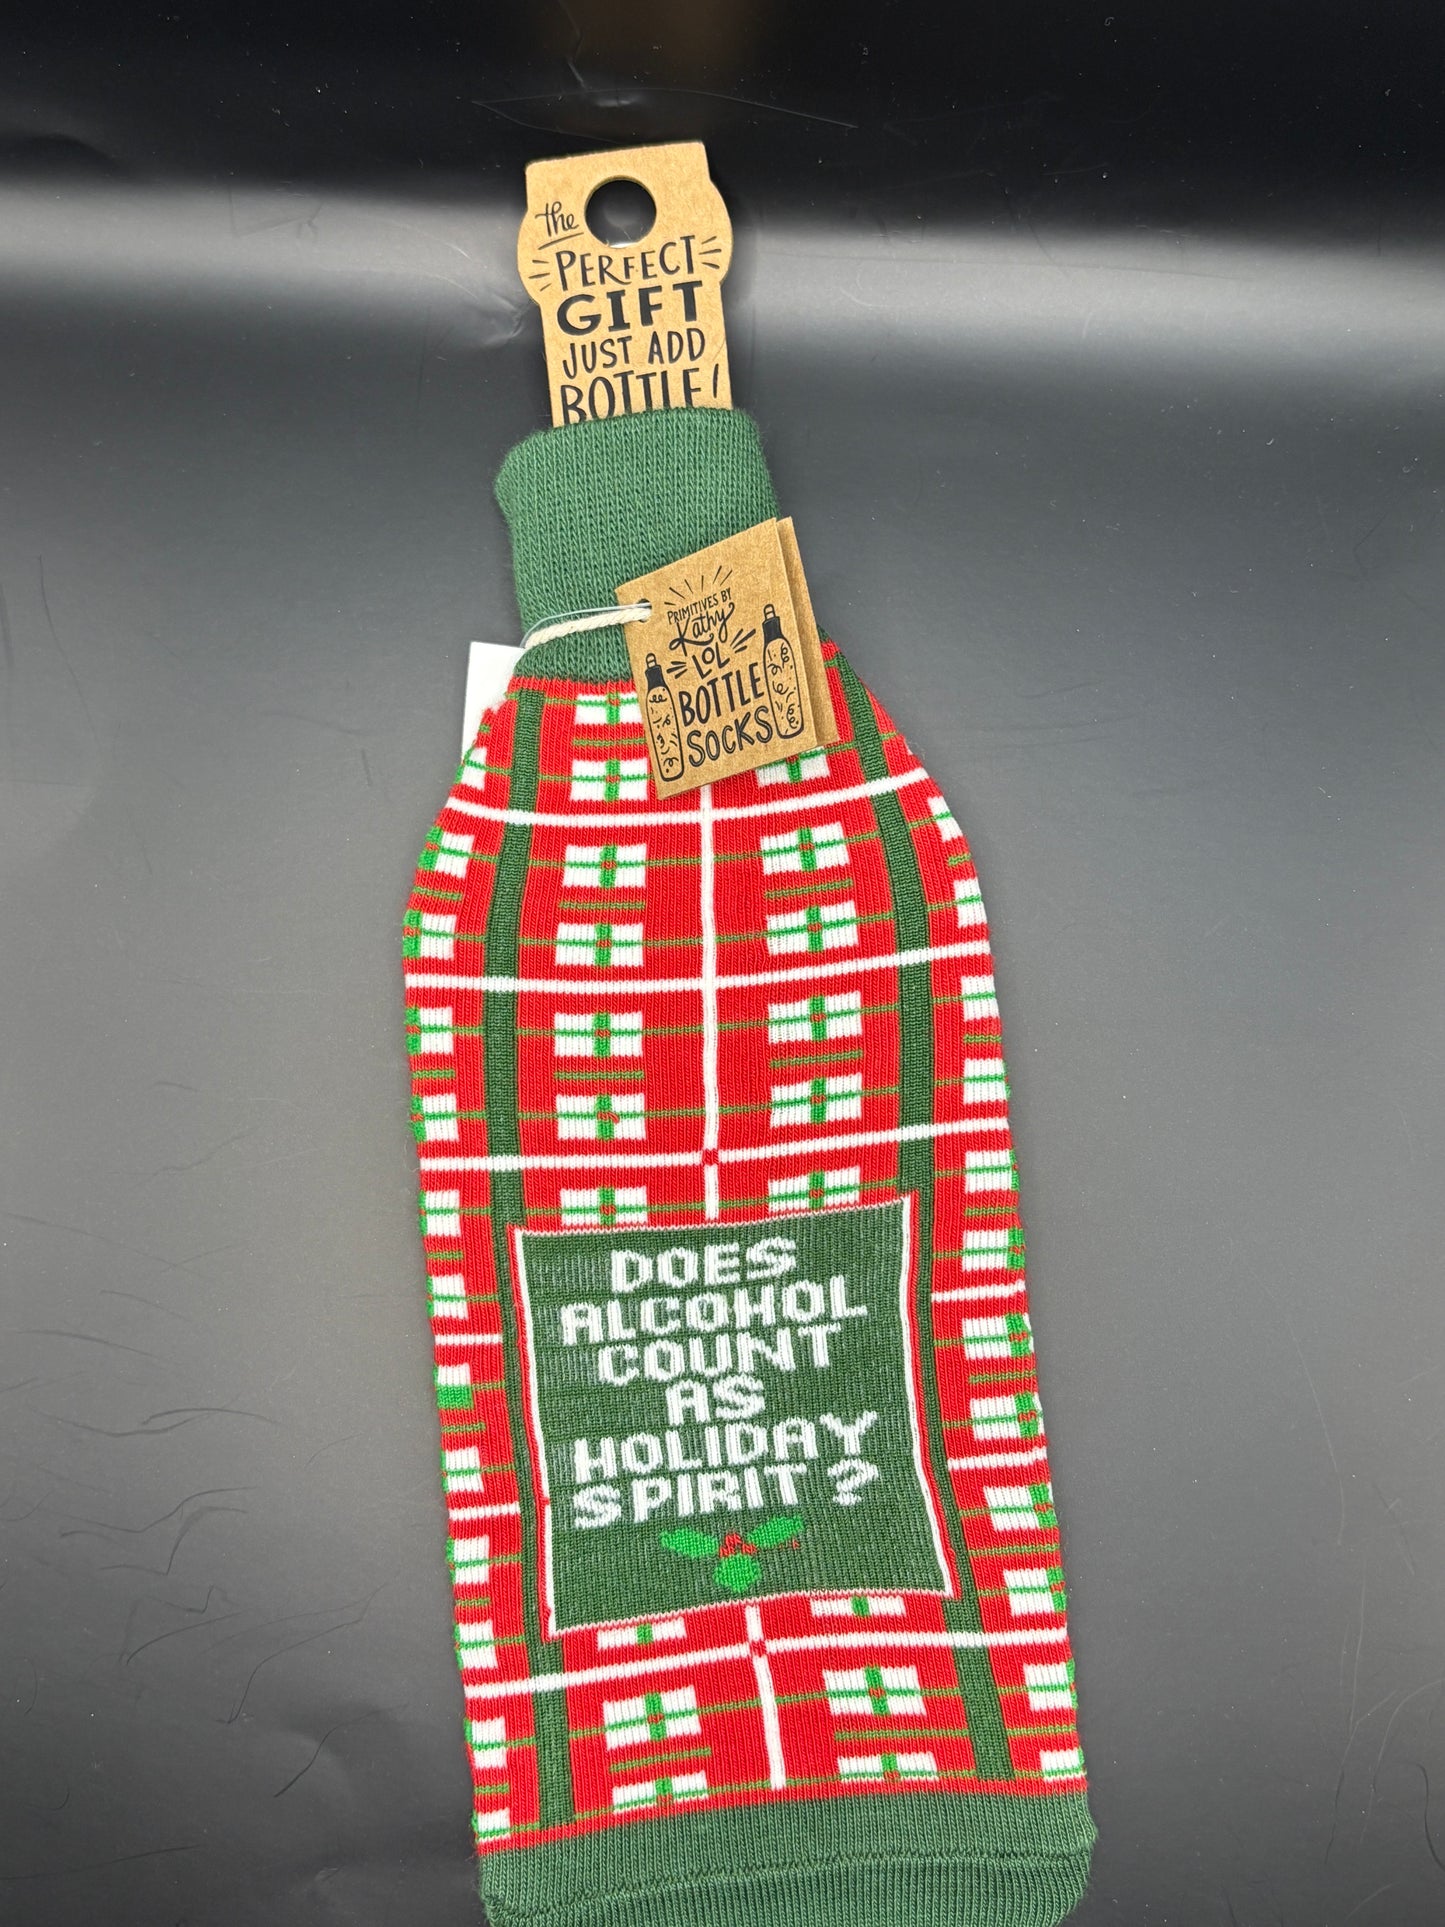 the
PERFECT
GIFT
JUST ADD
BOTTLE!
PRIMITIVES BY
Kathy
LOL
BOTTLE
SOCKS
DOES
ALCOHOL
COUNT
AS
HOLIDAY
SPIRIT?